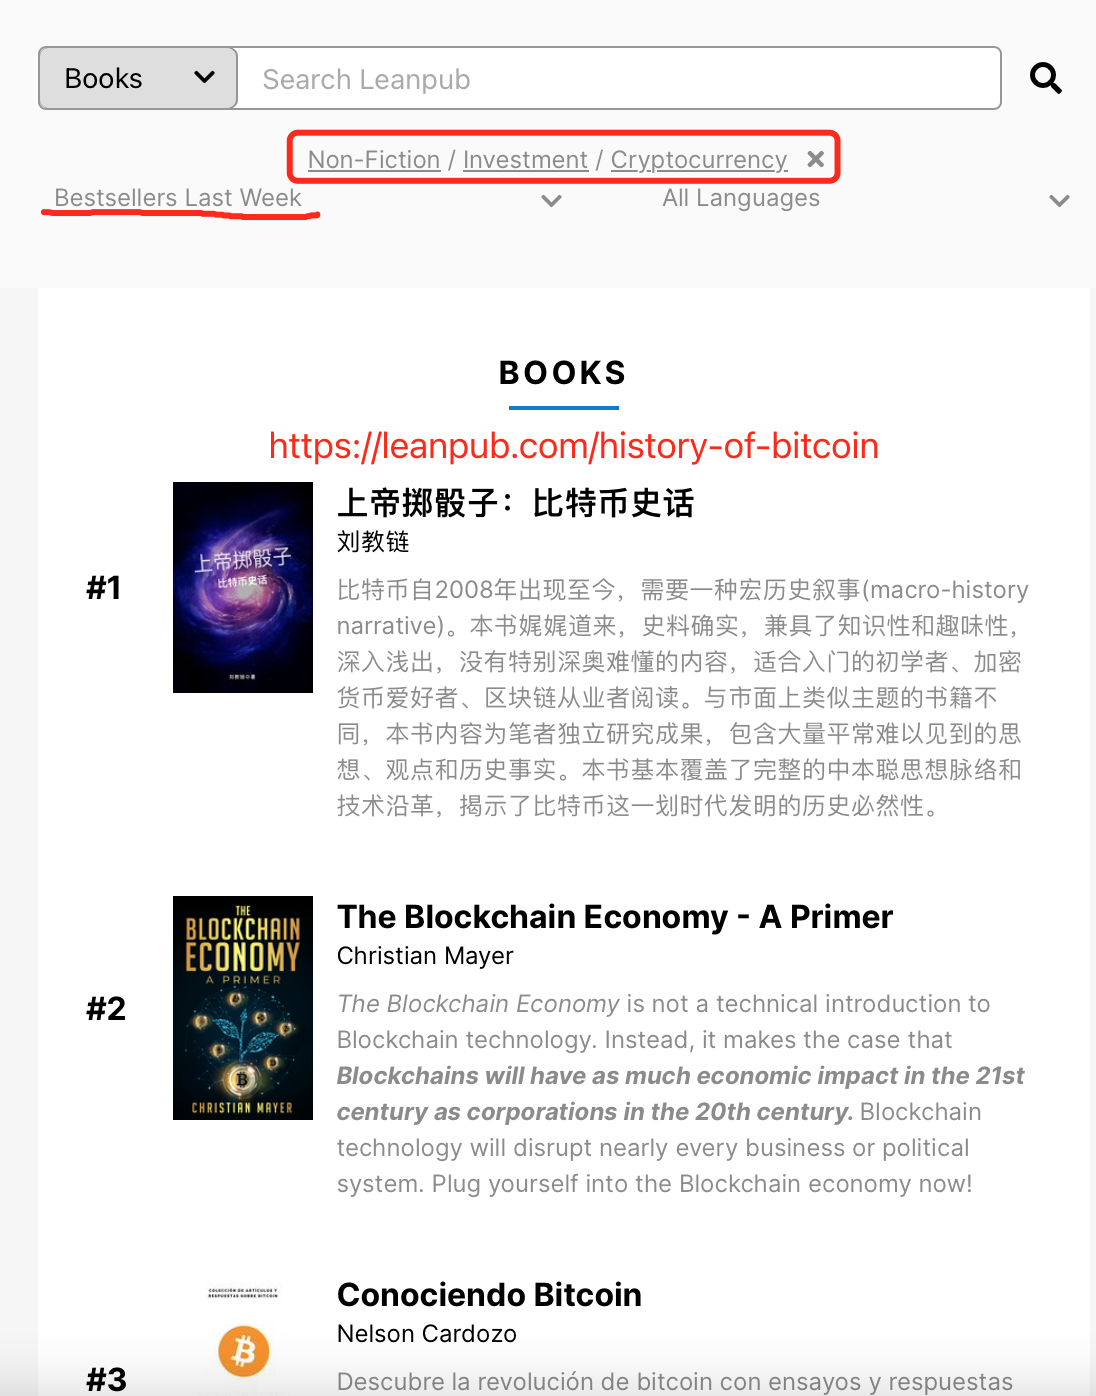 Books
Search Leanpub
Non-Fiction / Investment / Cryptocurrency ×
Bestsellers Last Week
All Languages
BOOKS
https://leanpub.com/history-of-bitcoin
#1
上帝掷骰子
比特币史话
刘教链◎著
上帝掷骰子：比特币史话
刘教链
比特币自2008年出现至今，需要一种宏历史叙事(macro-history
narrative)。本书娓娓道来，史料确实，兼具了知识性和趣味性，
深入浅出，没有特别深奥难懂的内容，适合入门的初学者、加密
货币爱好者、区块链从业者阅读。与市面上类似主题的书籍不
同，本书内容为笔者独立研究成果，包含大量平常难以见到的思
想、观点和历史事实。本书基本覆盖了完整的中本聪思想脉络和
技术沿革，揭示了比特币这一划时代发明的历史必然性。
#2
THE
BLOCKCHAIN
ECONOMY
A PRIMER
CHRISTIAN MAYER
The Blockchain Economy - A Primer
Christian Mayer
The Blockchain Economy is not a technical introduction to
Blockchain technology. Instead, it makes the case that
Blockchains will have as much economic impact in the 21st
century as corporations in the 20th century. Blockchain
technology will disrupt nearly every business or political
system. Plug yourself into the Blockchain economy now!
#3
COLECCIÓN DE ARTÍCULOS Y
RESPUESTAS SOBRE BITCOIN
Conociendo Bitcoin
Nelson Cardozo
Descubre la revolución de bitcoin con ensayos y respuestas